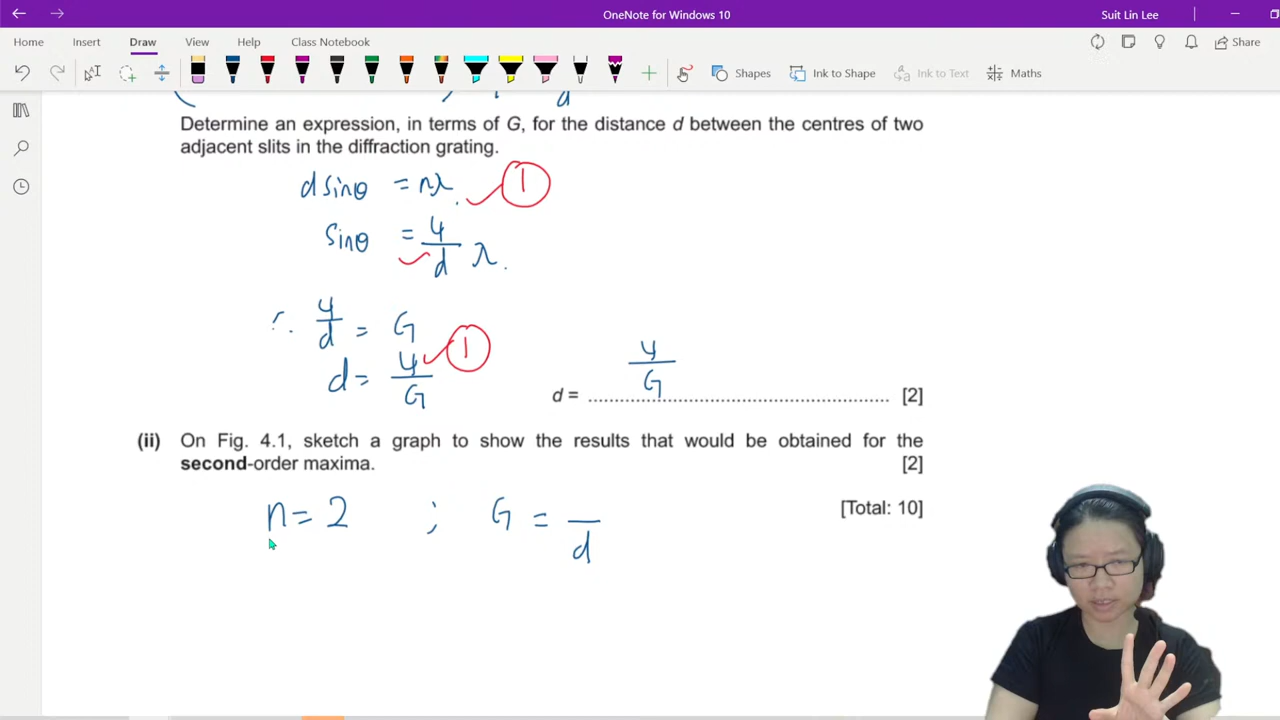 OneNote for Windows 10
Suit Lin Lee
Home Insert Draw View Help Class Notebook
Share
Shapes Ink to Shape Ink to Text Maths
d
Determine an expression, in terms of G, for the distance d between the centres of two
adjacent slits in the diffraction grating.
d sinθ = nλ. 1
sinθ = 4/d λ.
∴ 4/d = G
d = 4/G 1
4/G
d = ........................................................... [2]
(ii) On Fig. 4.1, sketch a graph to show the results that would be obtained for the
second-order maxima. [2]
n = 2 ; G = —/d
[Total: 10]